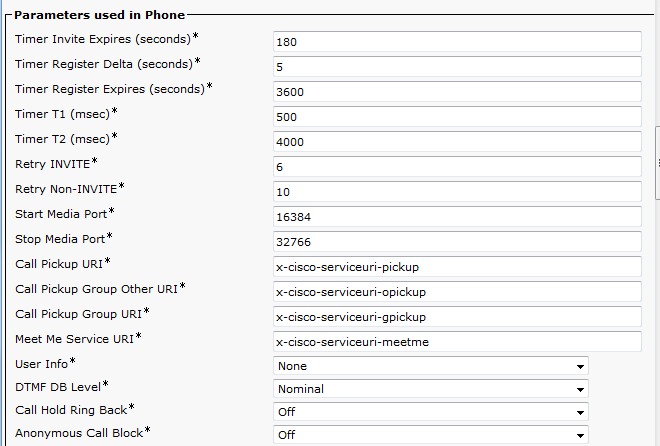 Parameters used in Phone
Timer Invite Expires (seconds)* 180
Timer Register Delta (seconds)* 5
Timer Register Expires (seconds)* 3600
Timer T1 (msec)* 500
Timer T2 (msec)* 4000
Retry INVITE* 6
Retry Non-INVITE* 10
Start Media Port* 16384
Stop Media Port* 32766
Call Pickup URI* x-cisco-serviceuri-pickup
Call Pickup Group Other URI* x-cisco-serviceuri-opickup
Call Pickup Group URI* x-cisco-serviceuri-gpickup
Meet Me Service URI* x-cisco-serviceuri-meetme
User Info* None
DTMF DB Level* Nominal
Call Hold Ring Back* Off
Anonymous Call Block* Off